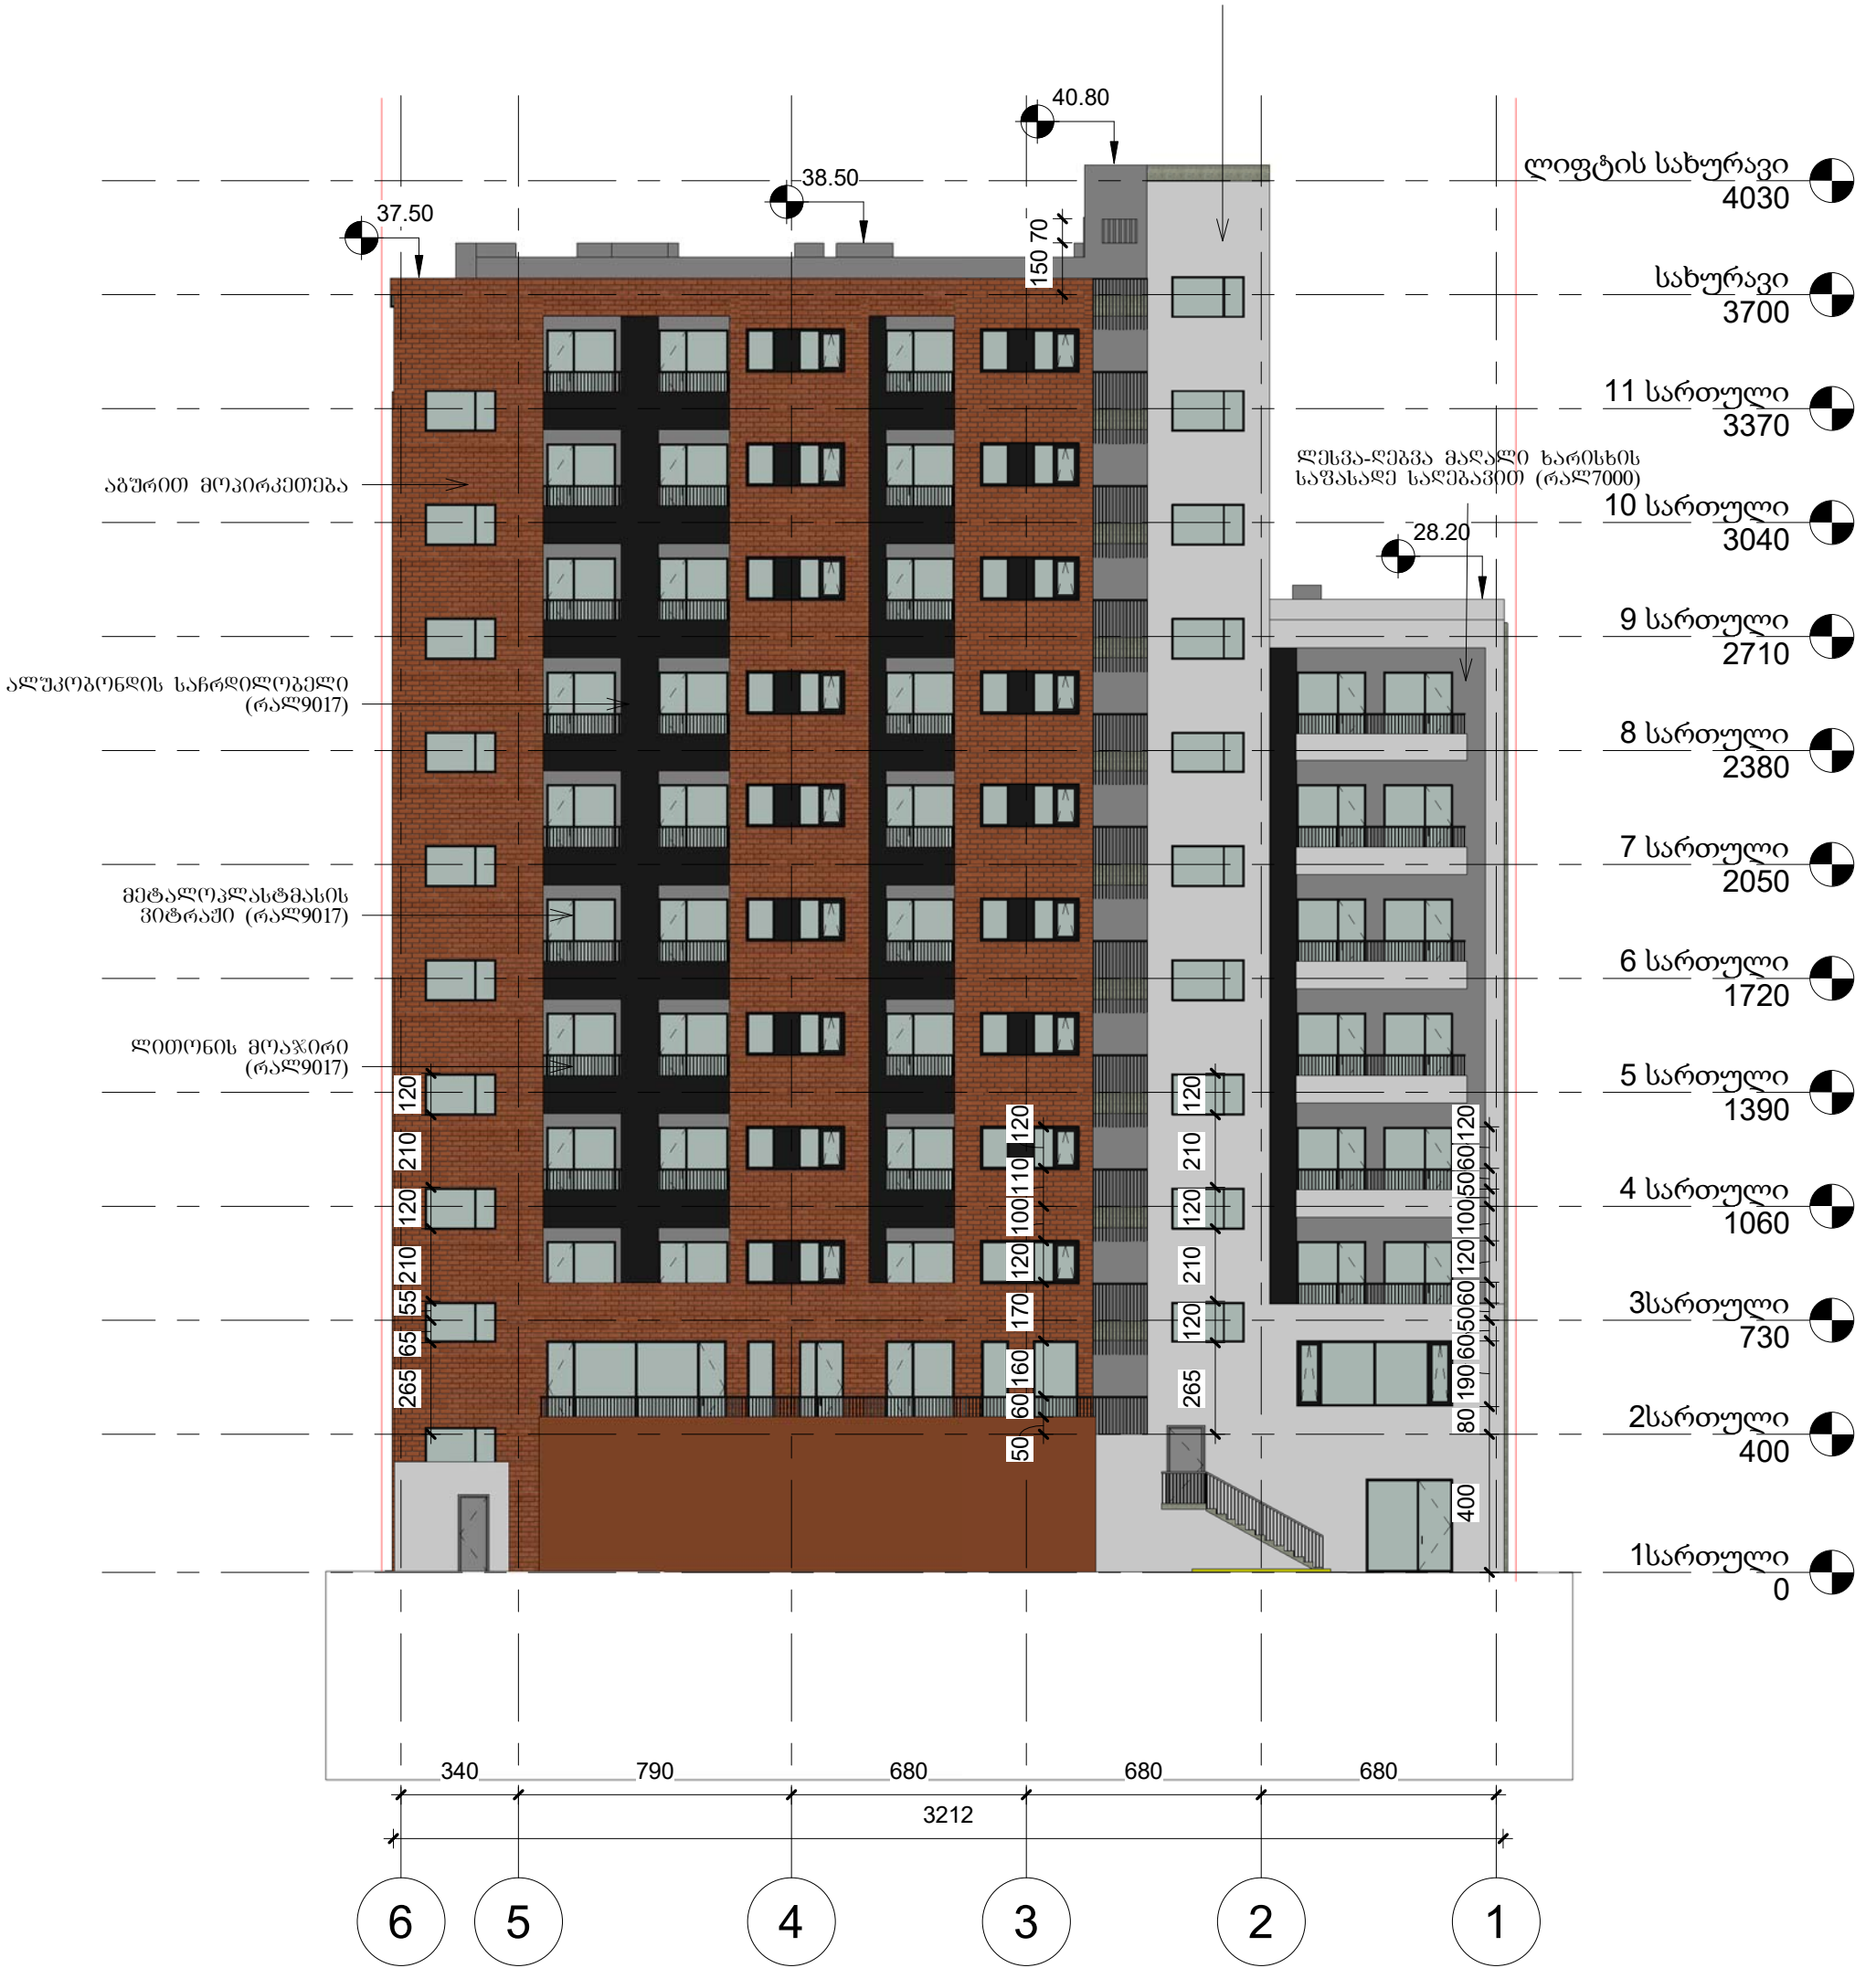 40.80
38.50
37.50
28.20
70
150
ლიფტის სახურავი
4030
სახურავი
3700
11 სართული
3370
10 სართული
3040
9 სართული
2710
8 სართული
2380
7 სართული
2050
6 სართული
1720
5 სართული
1390
4 სართული
1060
3სართული
730
2სართული
400
1სართული
0
აგურით მოპირკეთება
ალუკობონდის საჩრდილობელი
(რალ9017)
მეტალოპლასტმასის
ვიტრაჟი (რალ9017)
ლითონის მოაჯირი
(რალ9017)
ლესვა-ღებვა მაღალი ხარისხის
საფასადე საღებავით (რალ7000)
120
210
120
210
55
65
265
120
110
100
120
170
160
60
50
120
210
120
210
120
265
120
60
50
100
120
60
50
60
190
80
400
340 790 680 680 680
3212
6 5 4 3 2 1